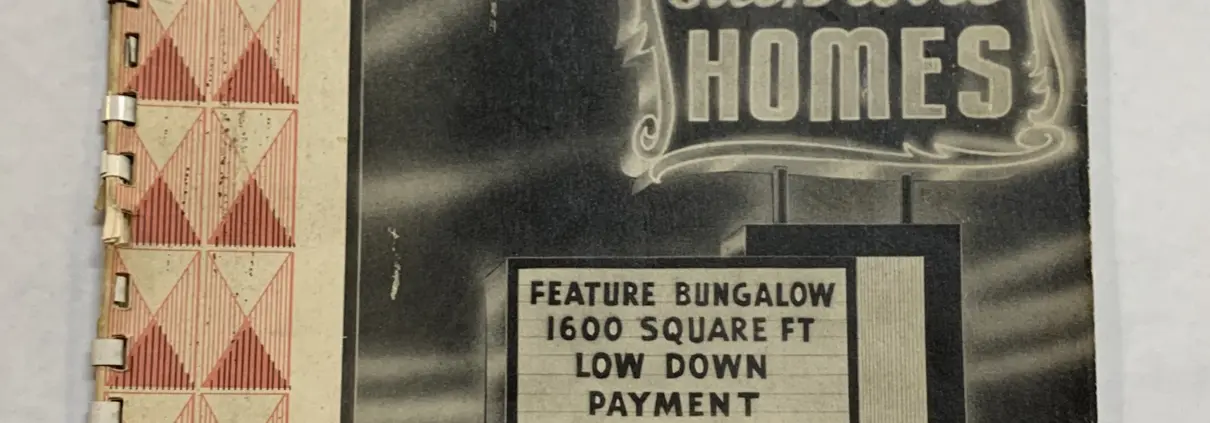 HOMES
FEATURE BUNGALOW
1600 SQUARE FT
LOW DOWN
PAYMENT